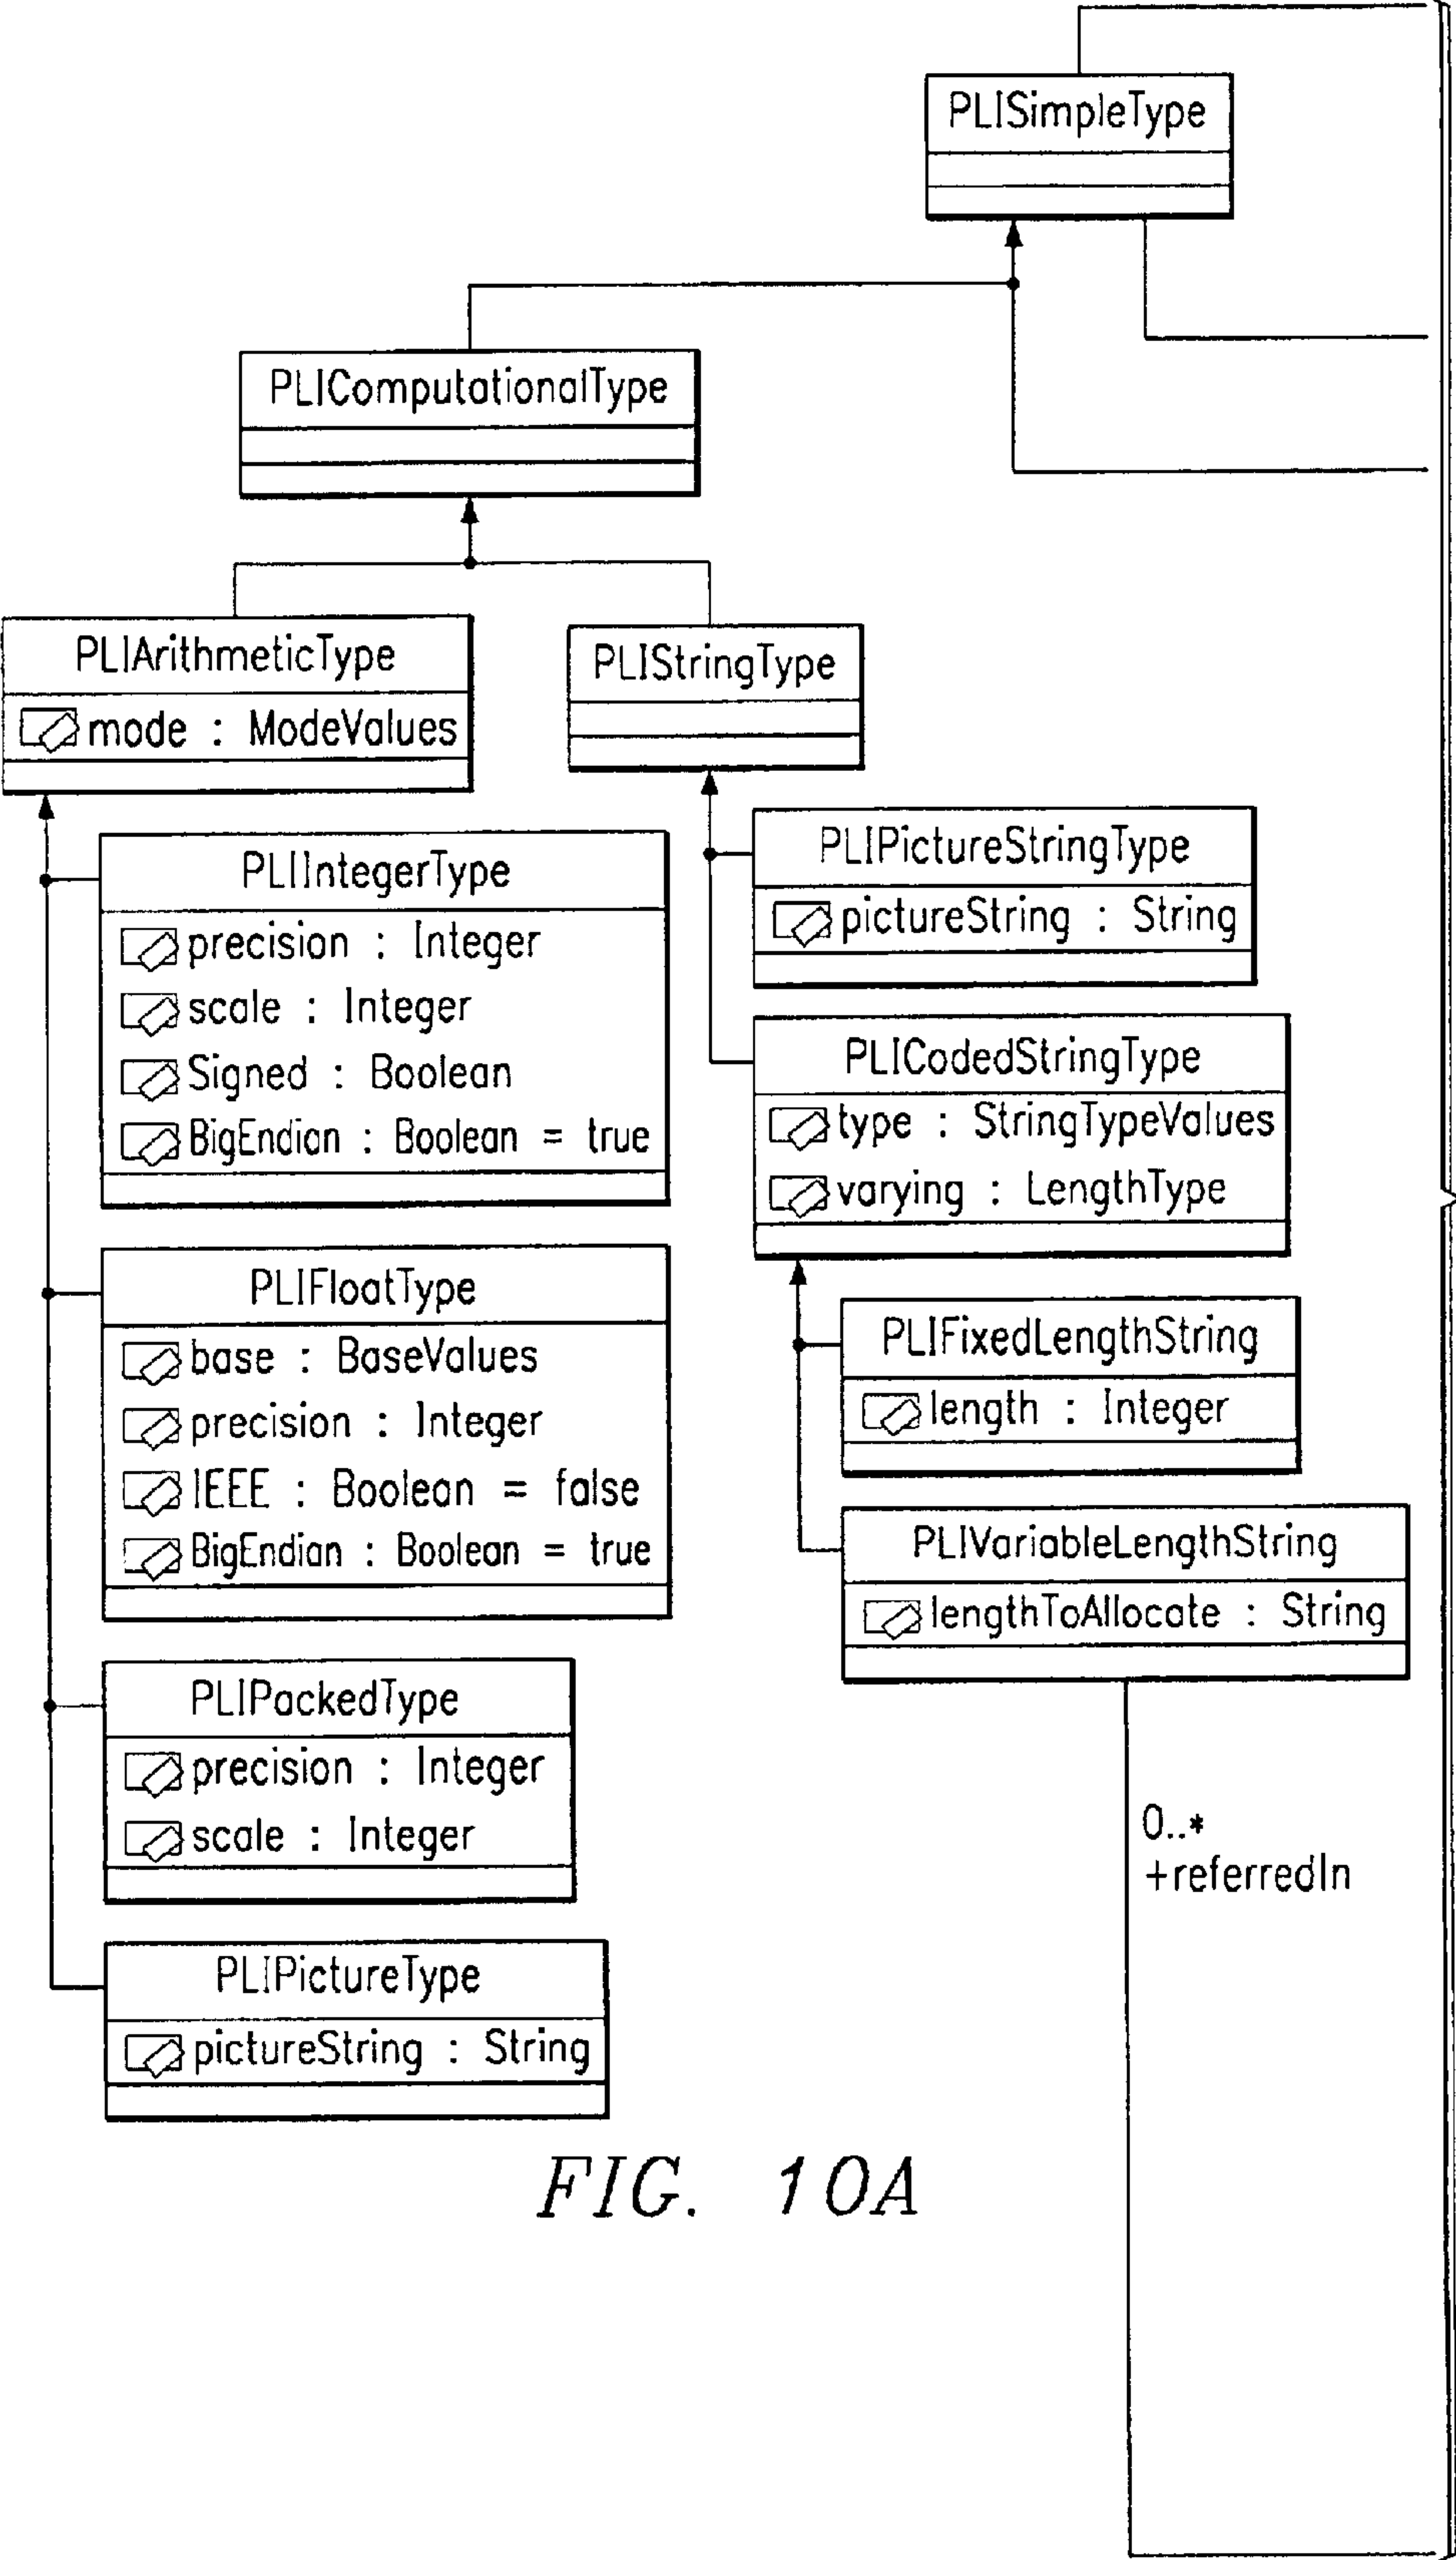 PLISimpleType
PLIComputationalType
PLIArithmeticType
mode : ModeValues
PLIStringType
PLIIntegerType
precision : Integer
scale : Integer
Signed : Boolean
BigEndian : Boolean = true
PLIPictureStringType
pictureString : String
PLICodedStringType
type : StringTypeValues
varying : LengthType
PLIFloatType
base : BaseValues
precision : Integer
IEEE : Boolean = false
BigEndian : Boolean = true
PLIFixedLengthString
length : Integer
PLIVariableLengthString
lengthToAllocate : String
PLIPackedType
precision : Integer
scale : Integer
0..*
+referredIn
PLIPictureType
pictureString : String
FIG. 10A